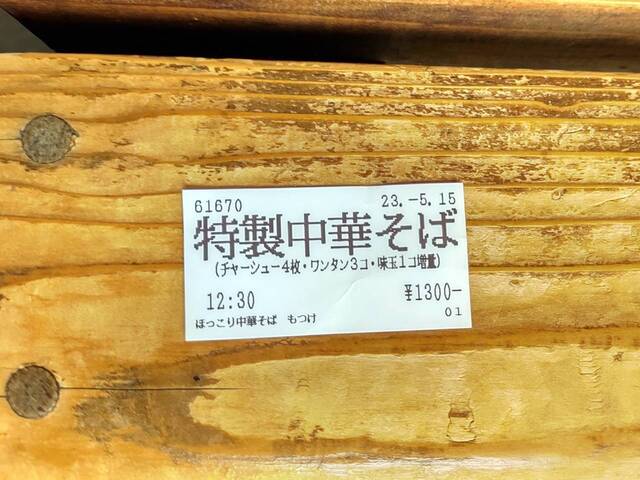 61670 23.-5.15
特製中華そば
(チャーシュー4枚・ワンタン3コ・味玉1コ増量)
12:30 ¥1300-
ほっこり中華そば もつけ 01